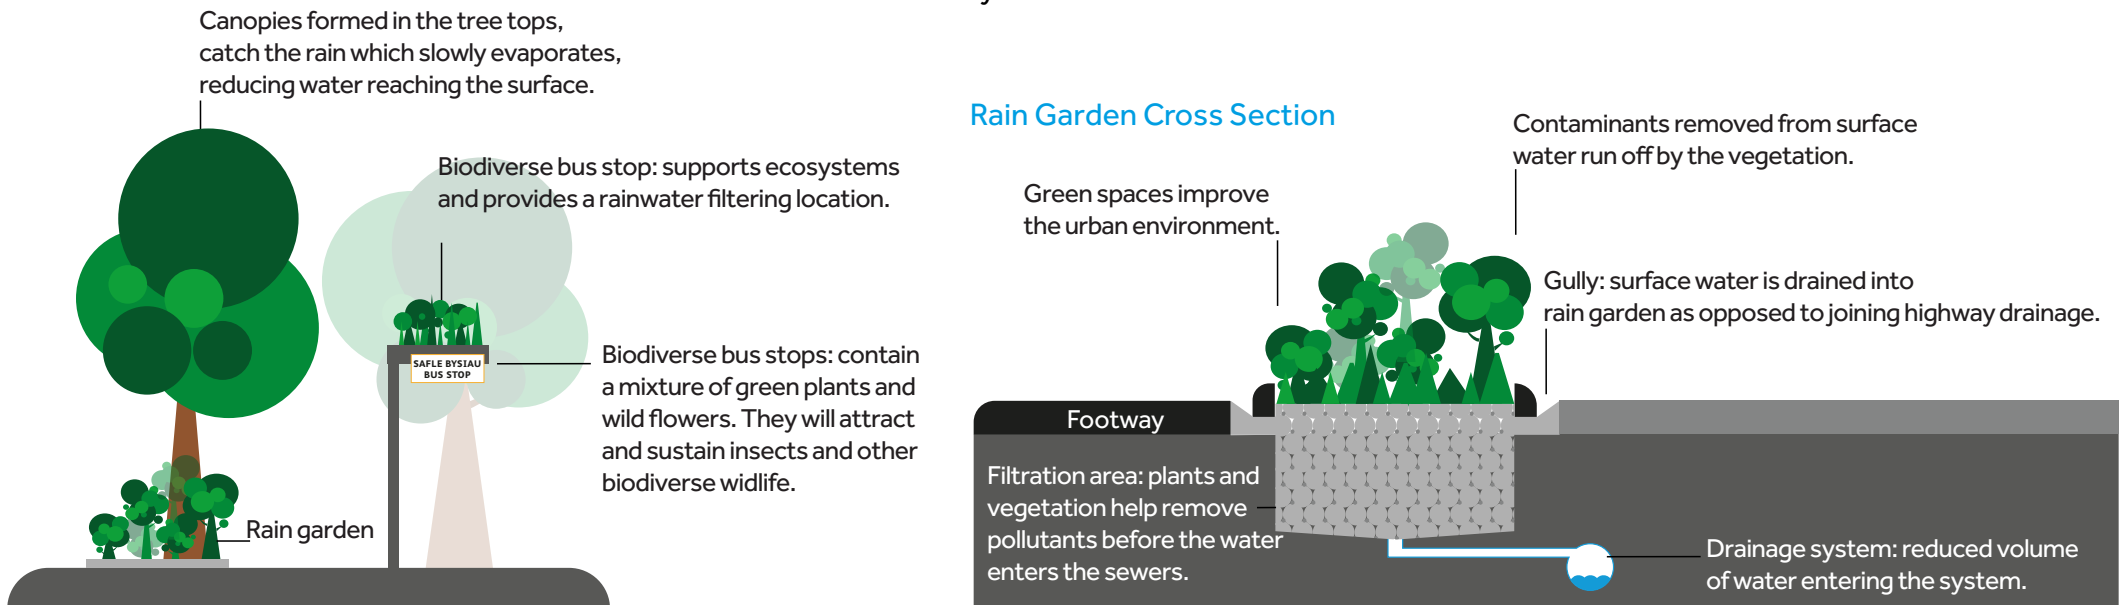 Canopies formed in the tree tops,
catch the rain which slowly evaporates,
reducing water reaching the surface.
Biodiverse bus stop: supports ecosystems
and provides a rainwater filtering location.
SAFLE BYSIAU
BUS STOP
Biodiverse bus stops: contain
a mixture of green plants and
wild flowers. They will attract
and sustain insects and other
biodiverse widlife.
Rain garden
Rain Garden Cross Section
Green spaces improve
the urban environment.
Contaminants removed from surface
water run off by the vegetation.
Gully: surface water is drained into
rain garden as opposed to joining highway drainage.
Footway
Filtration area: plants and
vegetation help remove
pollutants before the water
enters the sewers.
Drainage system: reduced volume
of water entering the system.